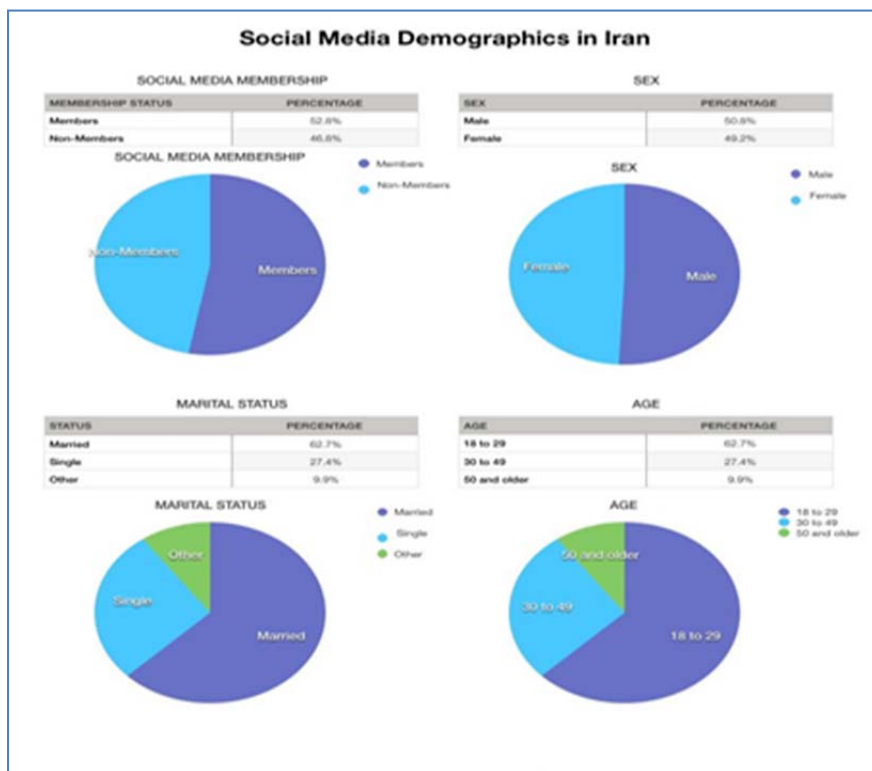 Social Media Demographics in Iran
SOCIAL MEDIA MEMBERSHIP
MEMBERSHIP STATUS PERCENTAGE
Members 52.8%
Non-Members 46.8%
SOCIAL MEDIA MEMBERSHIP
Members
Non-Members
Non-Members
Members
SEX
SEX PERCENTAGE
Male 50.8%
Female 49.2%
SEX
Male
Female
Female
Male
MARITAL STATUS
STATUS PERCENTAGE
Married 62.7%
Single 27.4%
Other 9.9%
MARITAL STATUS
Married
Single
Other
Other
Single
Married
AGE
AGE PERCENTAGE
18 to 29 62.7%
30 to 49 27.4%
50 and older 9.9%
AGE
18 to 29
30 to 49
50 and older
50 and older
30 to 49
18 to 29